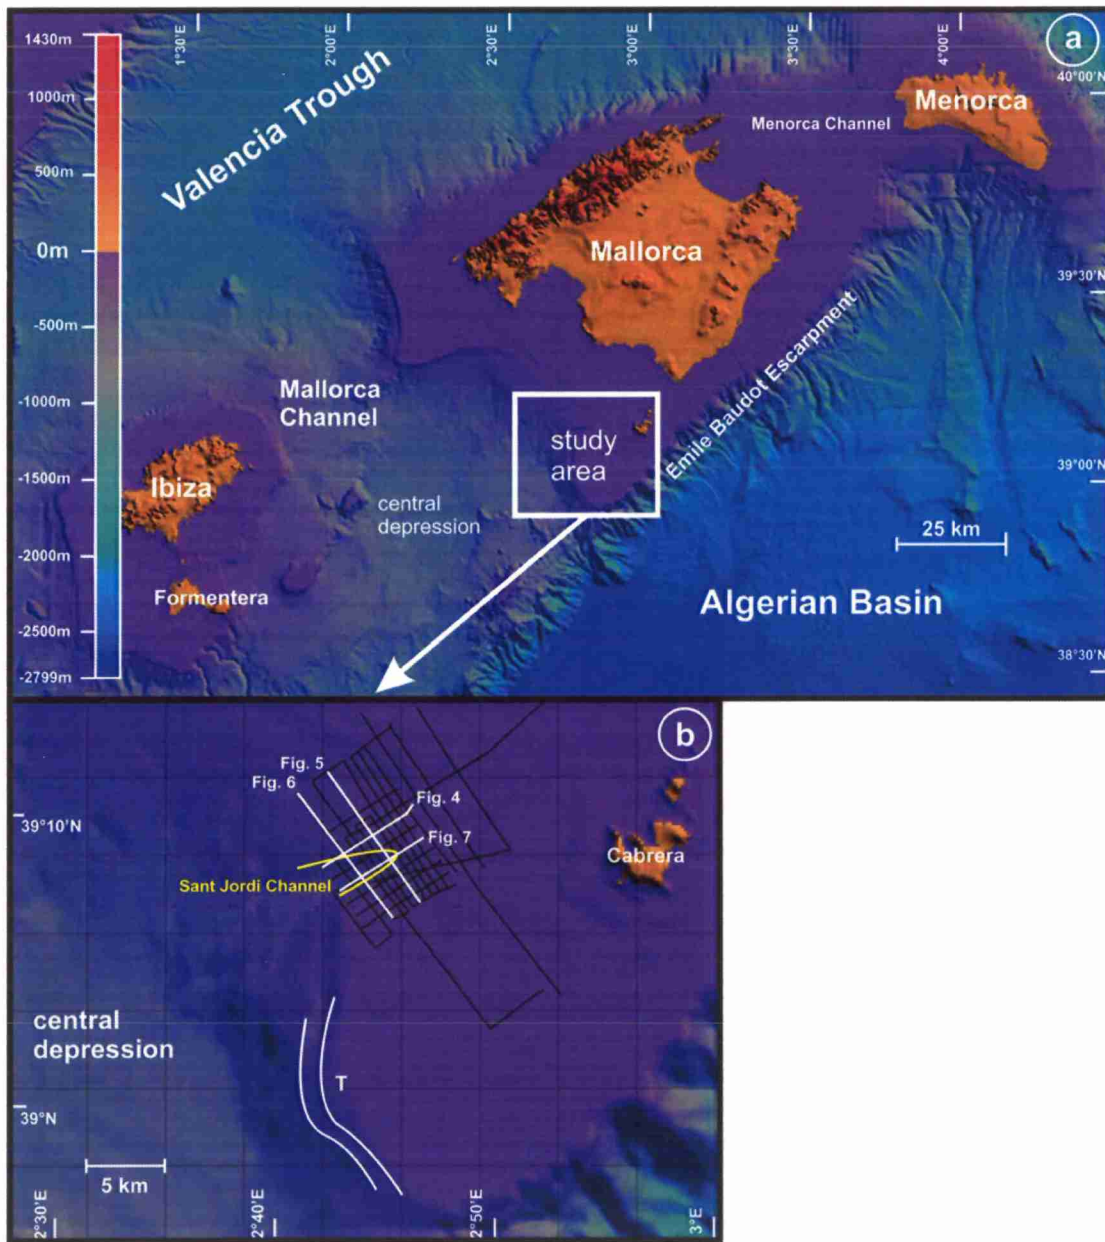 a
1°30'E
2°00'E
2°30'E
3°00'E
3°30'E
4°00'E
1430m
1000m
500m
0m
-500m
-1000m
-1500m
-2000m
-2500m
-2799m
Valencia Trough
Menorca
Menorca Channel
40°00'N
Mallorca
39°30'N
Emile Baudot Escarpment
Mallorca
Channel
study
area
39°00'N
Ibiza
central
depression
25 km
Formentera
Algerian Basin
38°30'N
b
Fig. 5
Fig. 6
Fig. 4
39°10'N
Fig. 7
Cabrera
Sant Jordi Channel
central
depression
T
39°N
5 km
2°30'E
2°40'E
2°50'E
3°E